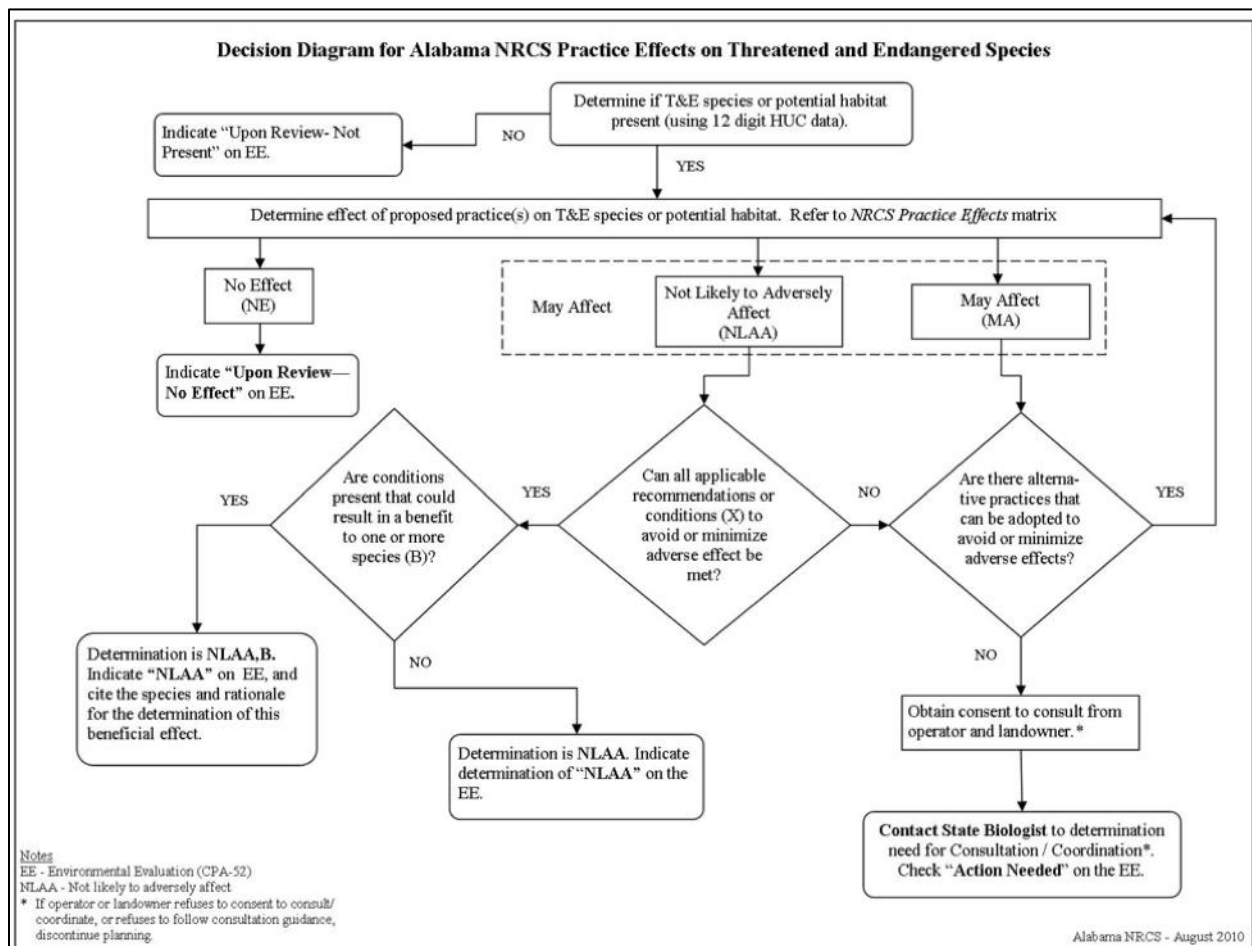 Decision Diagram for Alabama NRCS Practice Effects on Threatened and Endangered Species
Determine if T&E species or potential habitat
present (using 12 digit HUC data).
NO
Indicate “Upon Review- Not
Present” on EE.
YES
Determine effect of proposed practice(s) on T&E species or potential habitat. Refer to NRCS Practice Effects matrix
No Effect
(NE)
May Affect
Not Likely to Adversely
Affect
(NLAA)
May Affect
(MA)
Indicate “Upon Review—
No Effect” on EE.
Are conditions
present that could
result in a benefit
to one or more
species (B)?
YES
YES
Can all applicable
recommendations or
conditions (X) to
avoid or minimize
adverse effect be
met?
NO
Are there alterna-
tive practices that
can be adopted to
avoid or minimize
adverse effects?
YES
Determination is NLAA,B.
Indicate “NLAA” on EE, and
cite the species and rationale
for the determination of this
beneficial effect.
NO
Determination is NLAA. Indicate
determination of “NLAA” on the
EE.
NO
Obtain consent to consult from
operator and landowner.*
Contact State Biologist to determination
need for Consultation / Coordination*.
Check “Action Needed” on the EE.
Notes
EE - Environmental Evaluation (CPA-52)
NLAA - Not likely to adversely affect
* If operator or landowner refuses to consent to consult/
coordinate, or refuses to follow consultation guidance,
discontinue planning.
Alabama NRCS - August 2010